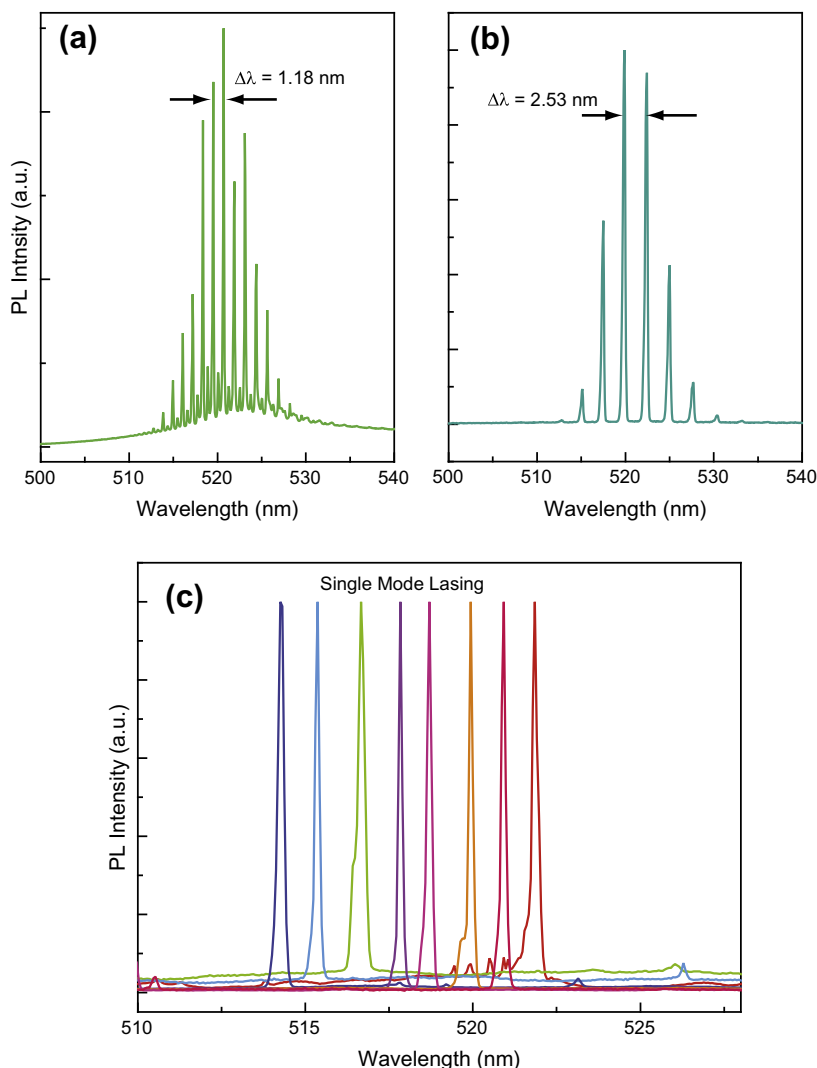 (a)
Δλ = 1.18 nm
PL Intnsity (a.u.)
500 510 520 530 540
Wavelength (nm)
(b)
Δλ = 2.53 nm
500 510 520 530 540
Wavelength (nm)
(c)
Single Mode Lasing
PL Intensity (a.u.)
510 515 520 525
Wavelength (nm)